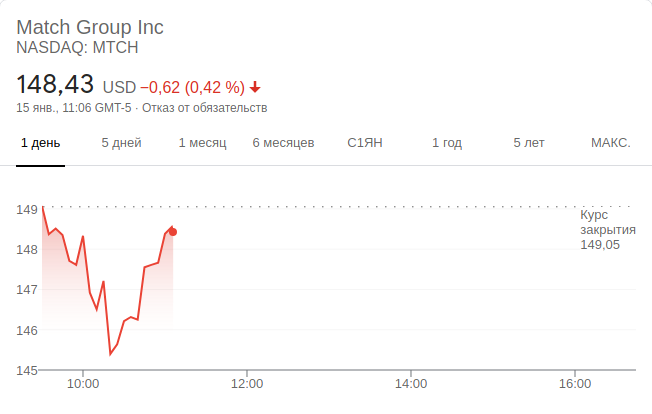 Match Group Inc
NASDAQ: MTCH
148,43 USD −0,62 (0,42 %)
15 янв., 11:06 GMT-5 · Отказ от обязательств
1 день 5 дней 1 месяц 6 месяцев С1ЯН 1 год 5 лет МАКС.
149
Курс
закрытия
149,05
148
147
146
145
10:00 12:00 14:00 16:00